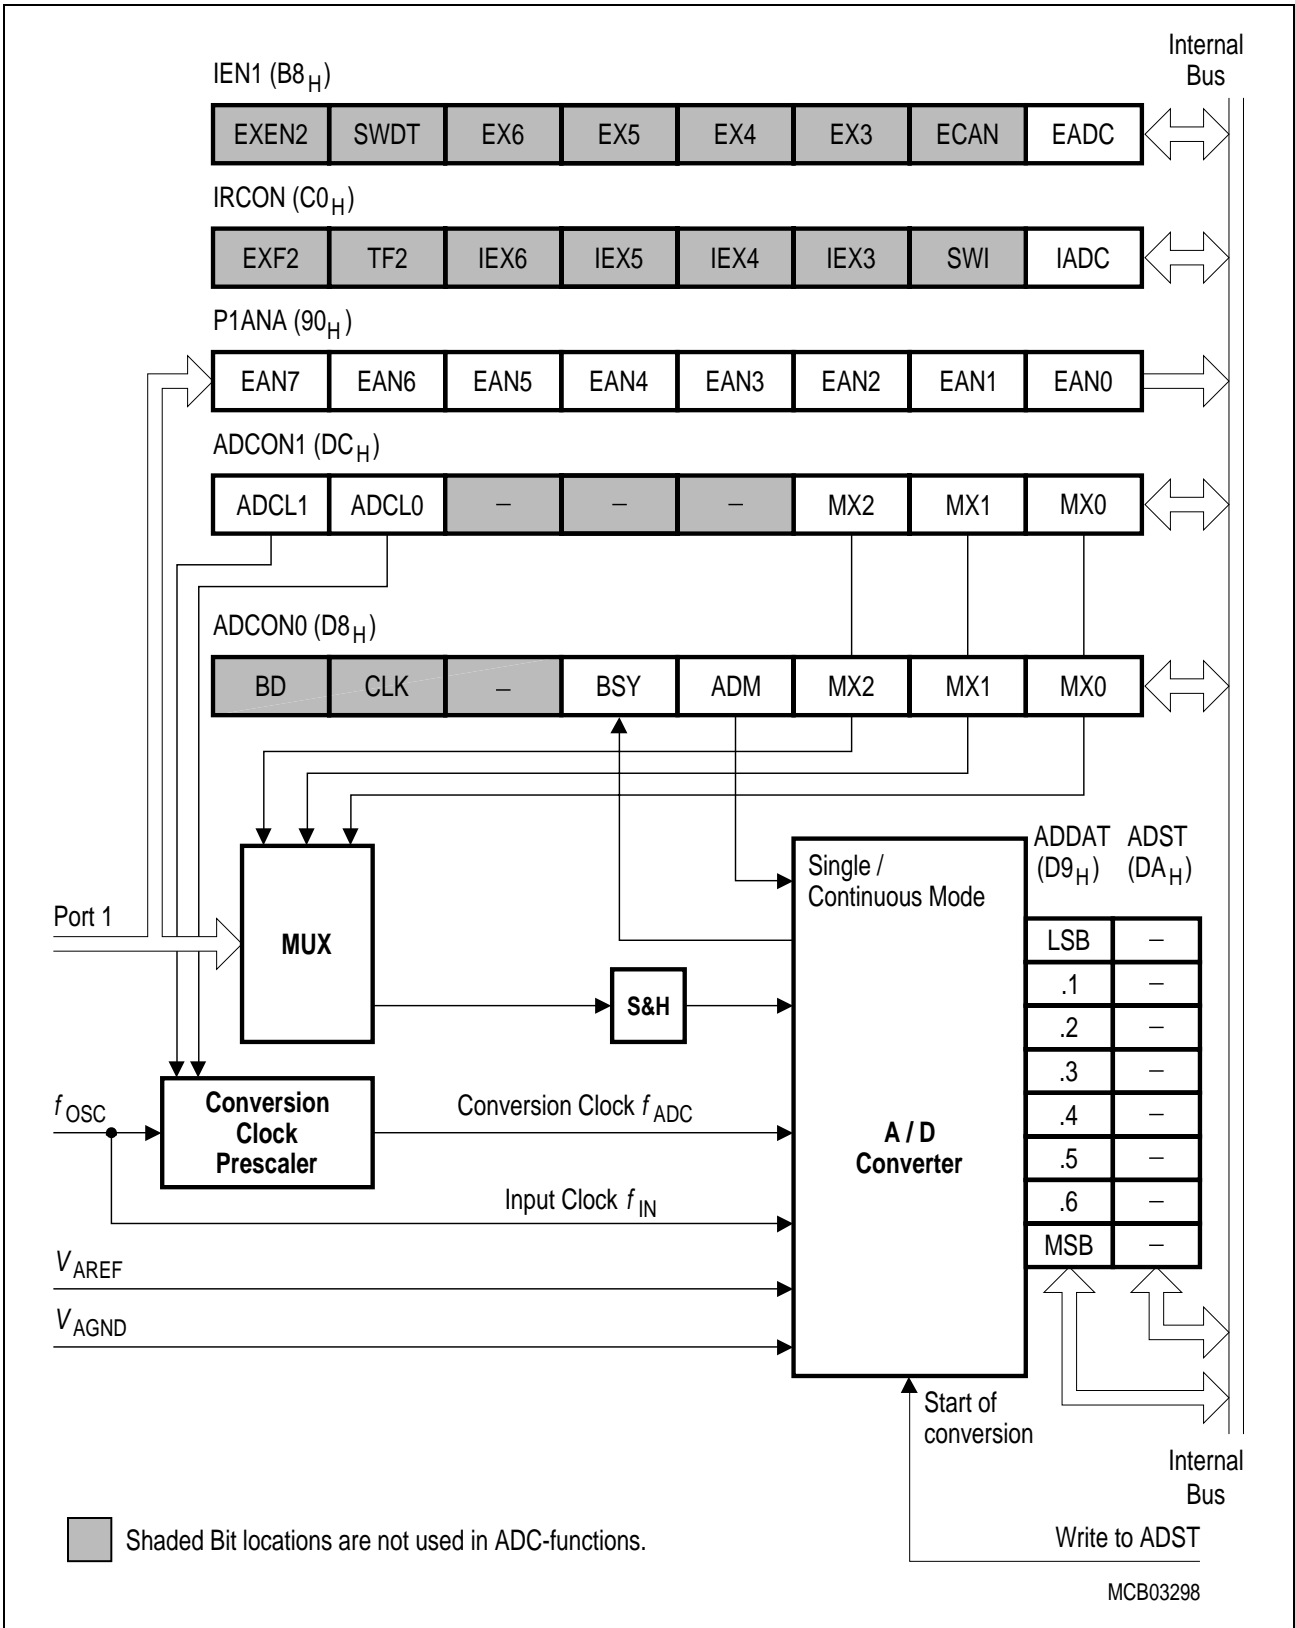 Internal
Bus
IEN1 (B8H)
EXEN2 SWDT EX6 EX5 EX4 EX3 ECAN EADC
IRCON (C0H)
EXF2 TF2 IEX6 IEX5 IEX4 IEX3 SWI IADC
P1ANA (90H)
EAN7 EAN6 EAN5 EAN4 EAN3 EAN2 EAN1 EAN0
ADCON1 (DCH)
ADCL1 ADCL0 – – – MX2 MX1 MX0
ADCON0 (D8H)
BD CLK – BSY ADM MX2 MX1 MX0
Single /
Continuous Mode
ADDAT ADST
(D9H) (DAH)
Port 1
MUX
S&H
LSB –
.1 –
.2 –
.3 –
.4 –
.5 –
.6 –
MSB –
fOSC
Conversion
Clock
Prescaler
Conversion Clock fADC
A / D
Converter
Input Clock fIN
VAREF
VAGND
Start of
conversion
Internal
Bus
Shaded Bit locations are not used in ADC-functions.
Write to ADST
MCB03298